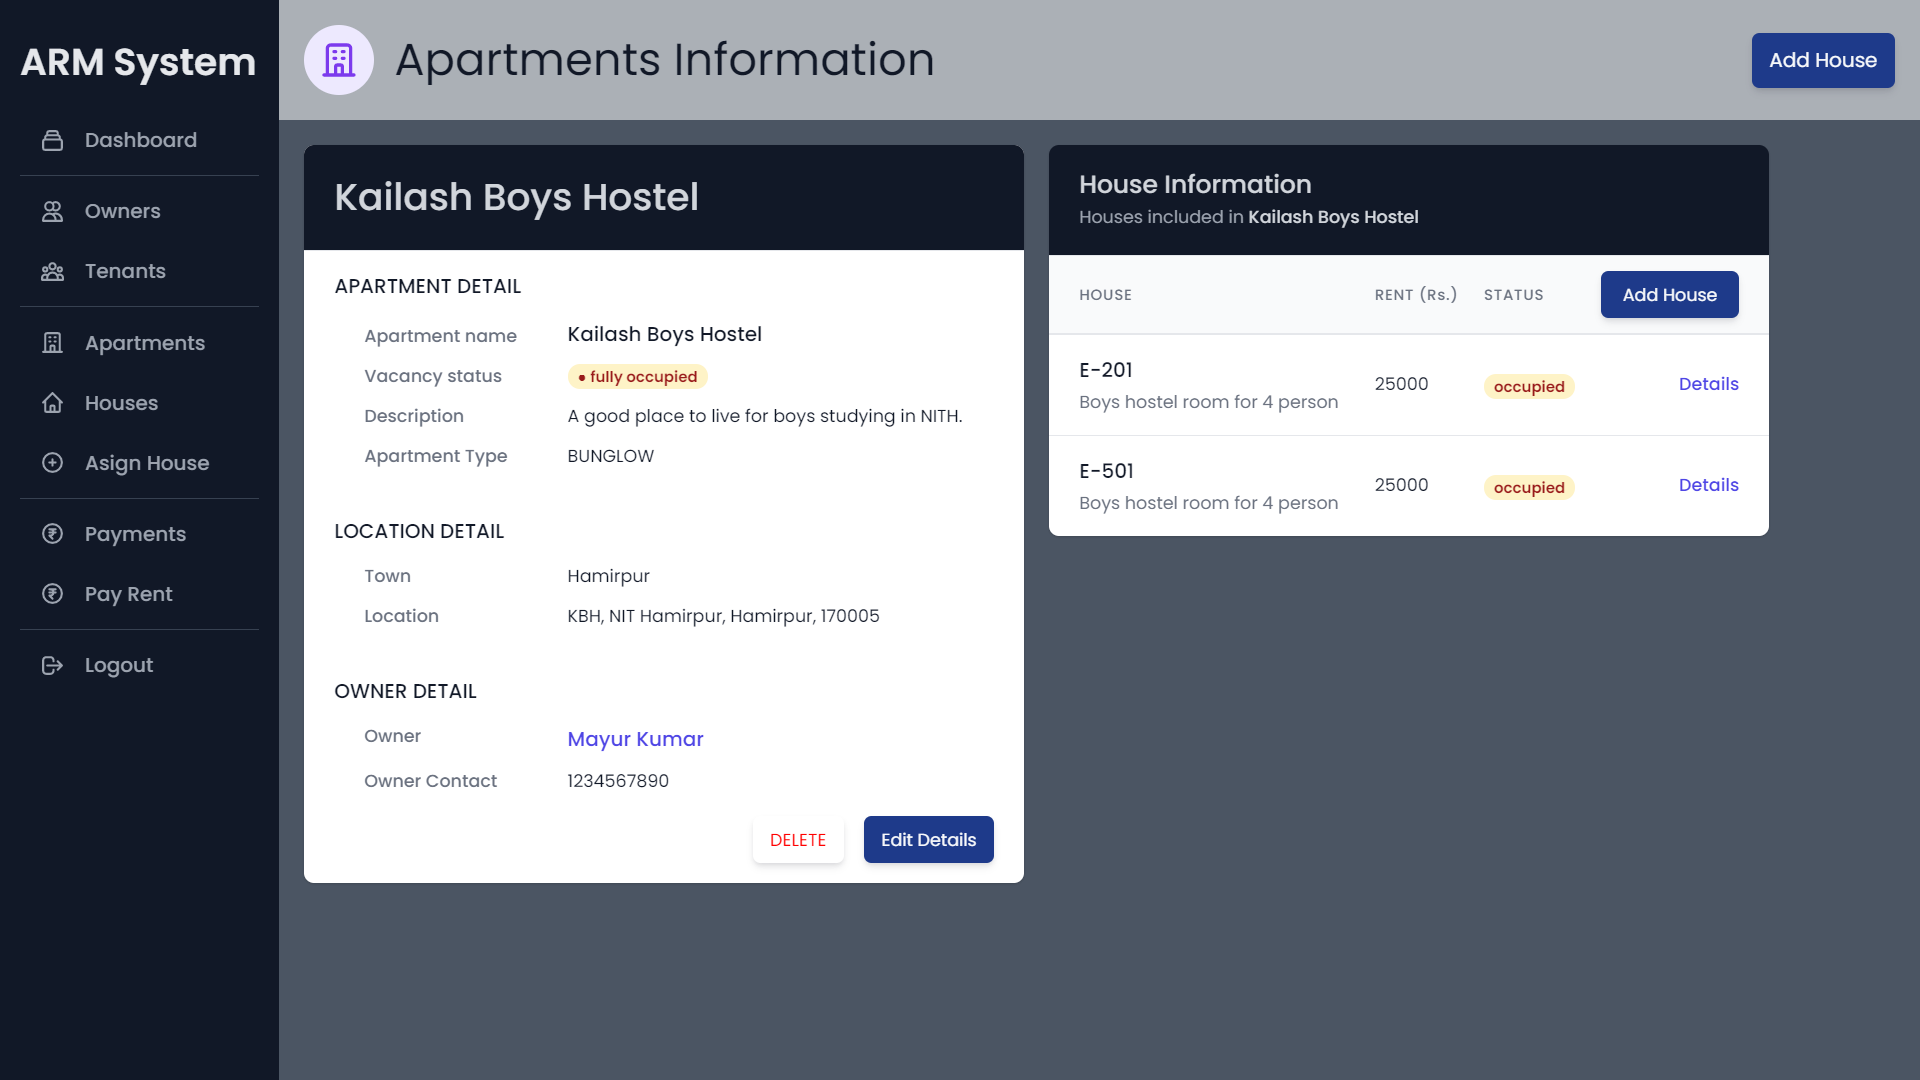 ARM System
Dashboard
Owners
Tenants
Apartments
Houses
Asign House
Payments
Pay Rent
Logout
Apartments Information
Add House
Kailash Boys Hostel
APARTMENT DETAIL
Apartment name Kailash Boys Hostel
Vacancy status • fully occupied
Description A good place to live for boys studying in NITH.
Apartment Type BUNGLOW
LOCATION DETAIL
Town Hamirpur
Location KBH, NIT Hamirpur, Hamirpur, 170005
OWNER DETAIL
Owner Mayur Kumar
Owner Contact 1234567890
DELETE Edit Details
House Information
Houses included in Kailash Boys Hostel
HOUSE RENT (Rs.) STATUS Add House
E-201
Boys hostel room for 4 person 25000 occupied Details
E-501
Boys hostel room for 4 person 25000 occupied Details